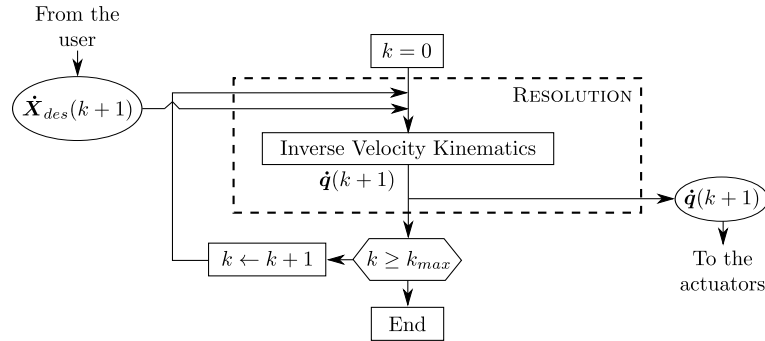 From the
user
k = 0
Ẋ_des(k+1)
RESOLUTION
Inverse Velocity Kinematics
q̇(k+1)
q̇(k+1)
k ← k + 1
k ≥ k_max
To the
actuators
End